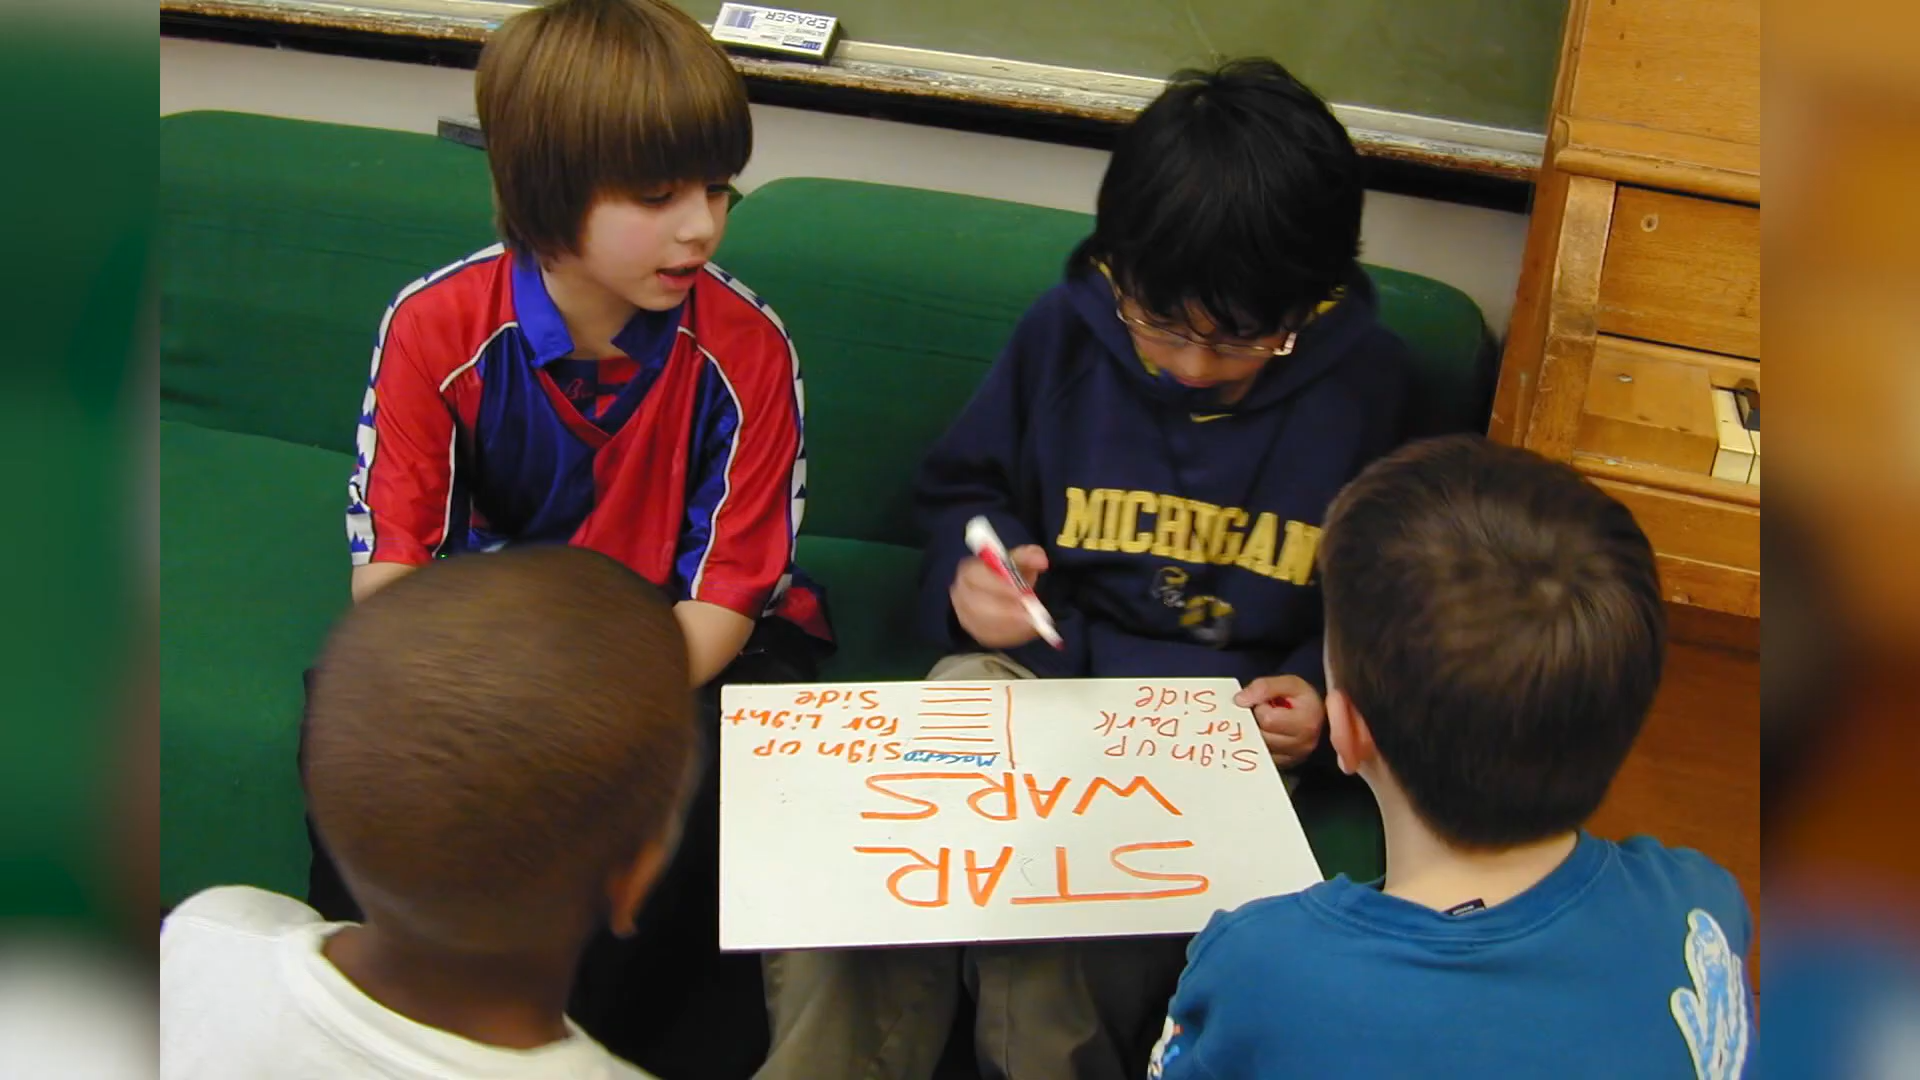 STAR
WARS
Sign up
for Dark
Side
Sign up
for Light
Side
ERASER
MICHIGAN